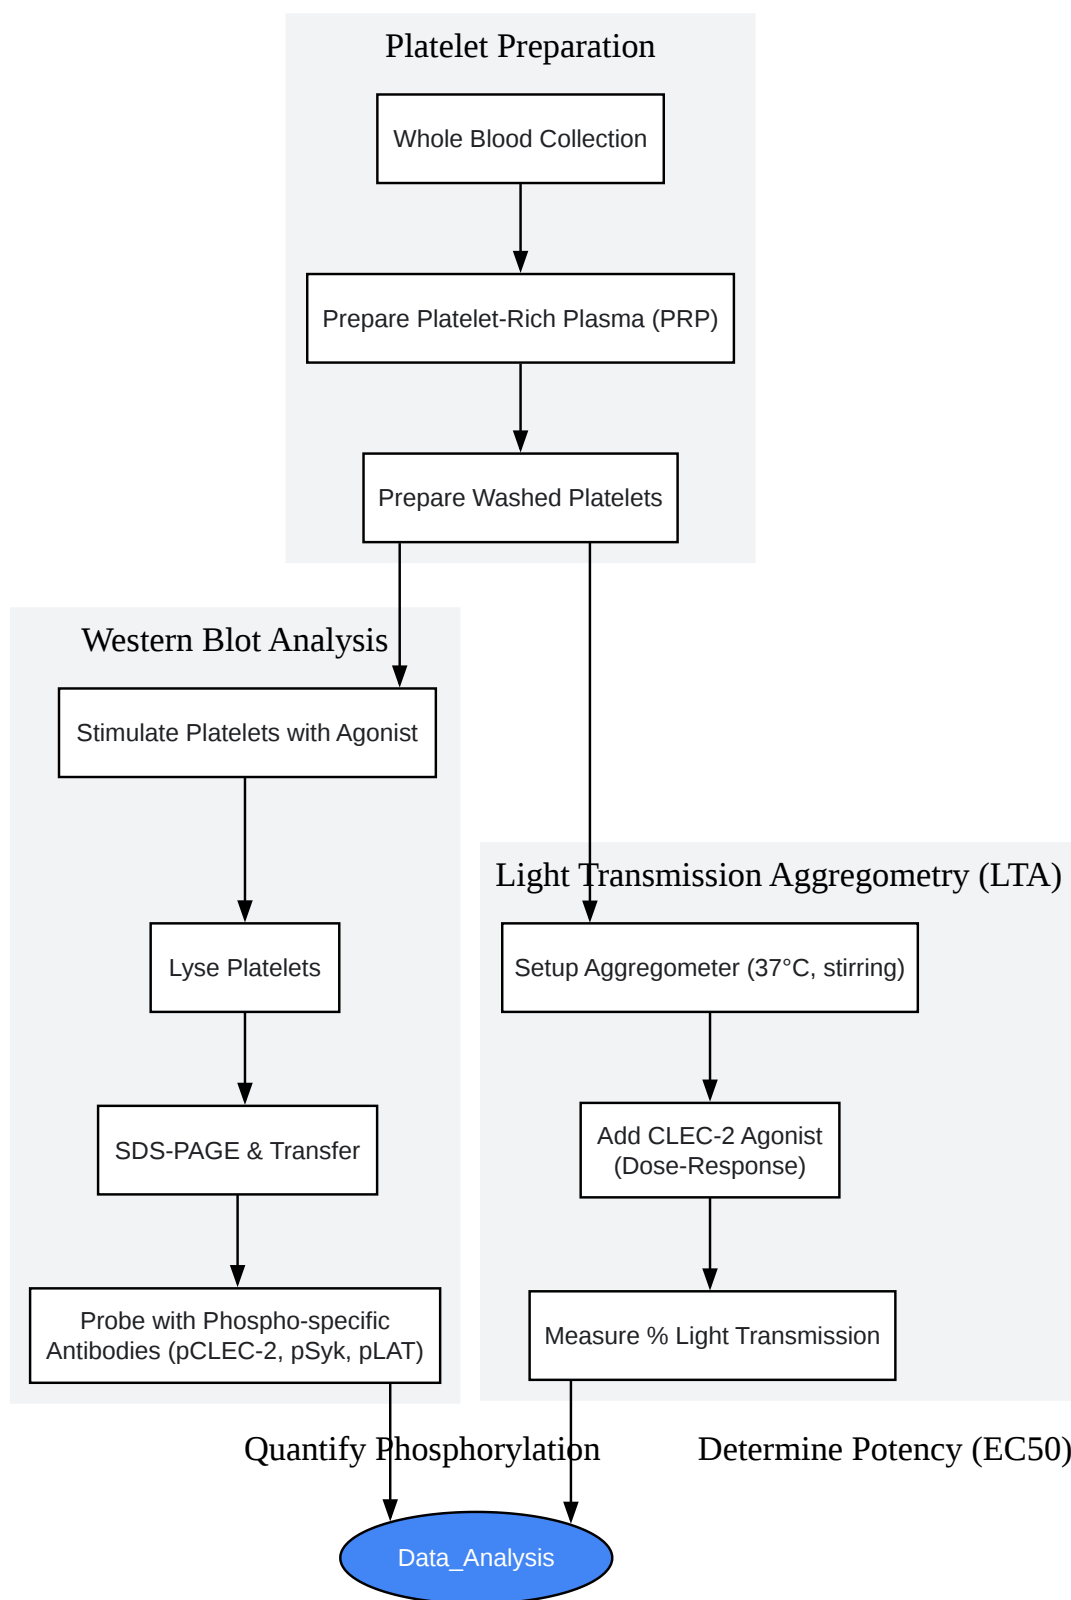 Platelet Preparation
Whole Blood Collection
Prepare Platelet-Rich Plasma (PRP)
Prepare Washed Platelets
Western Blot Analysis
Stimulate Platelets with Agonist
Lyse Platelets
SDS-PAGE & Transfer
Probe with Phospho-specific
Antibodies (pCLEC-2, pSyk, pLAT)
Light Transmission Aggregometry (LTA)
Setup Aggregometer (37°C, stirring)
Add CLEC-2 Agonist
(Dose-Response)
Measure % Light Transmission
Quantify Phosphorylation
Determine Potency (EC50)
Data_Analysis